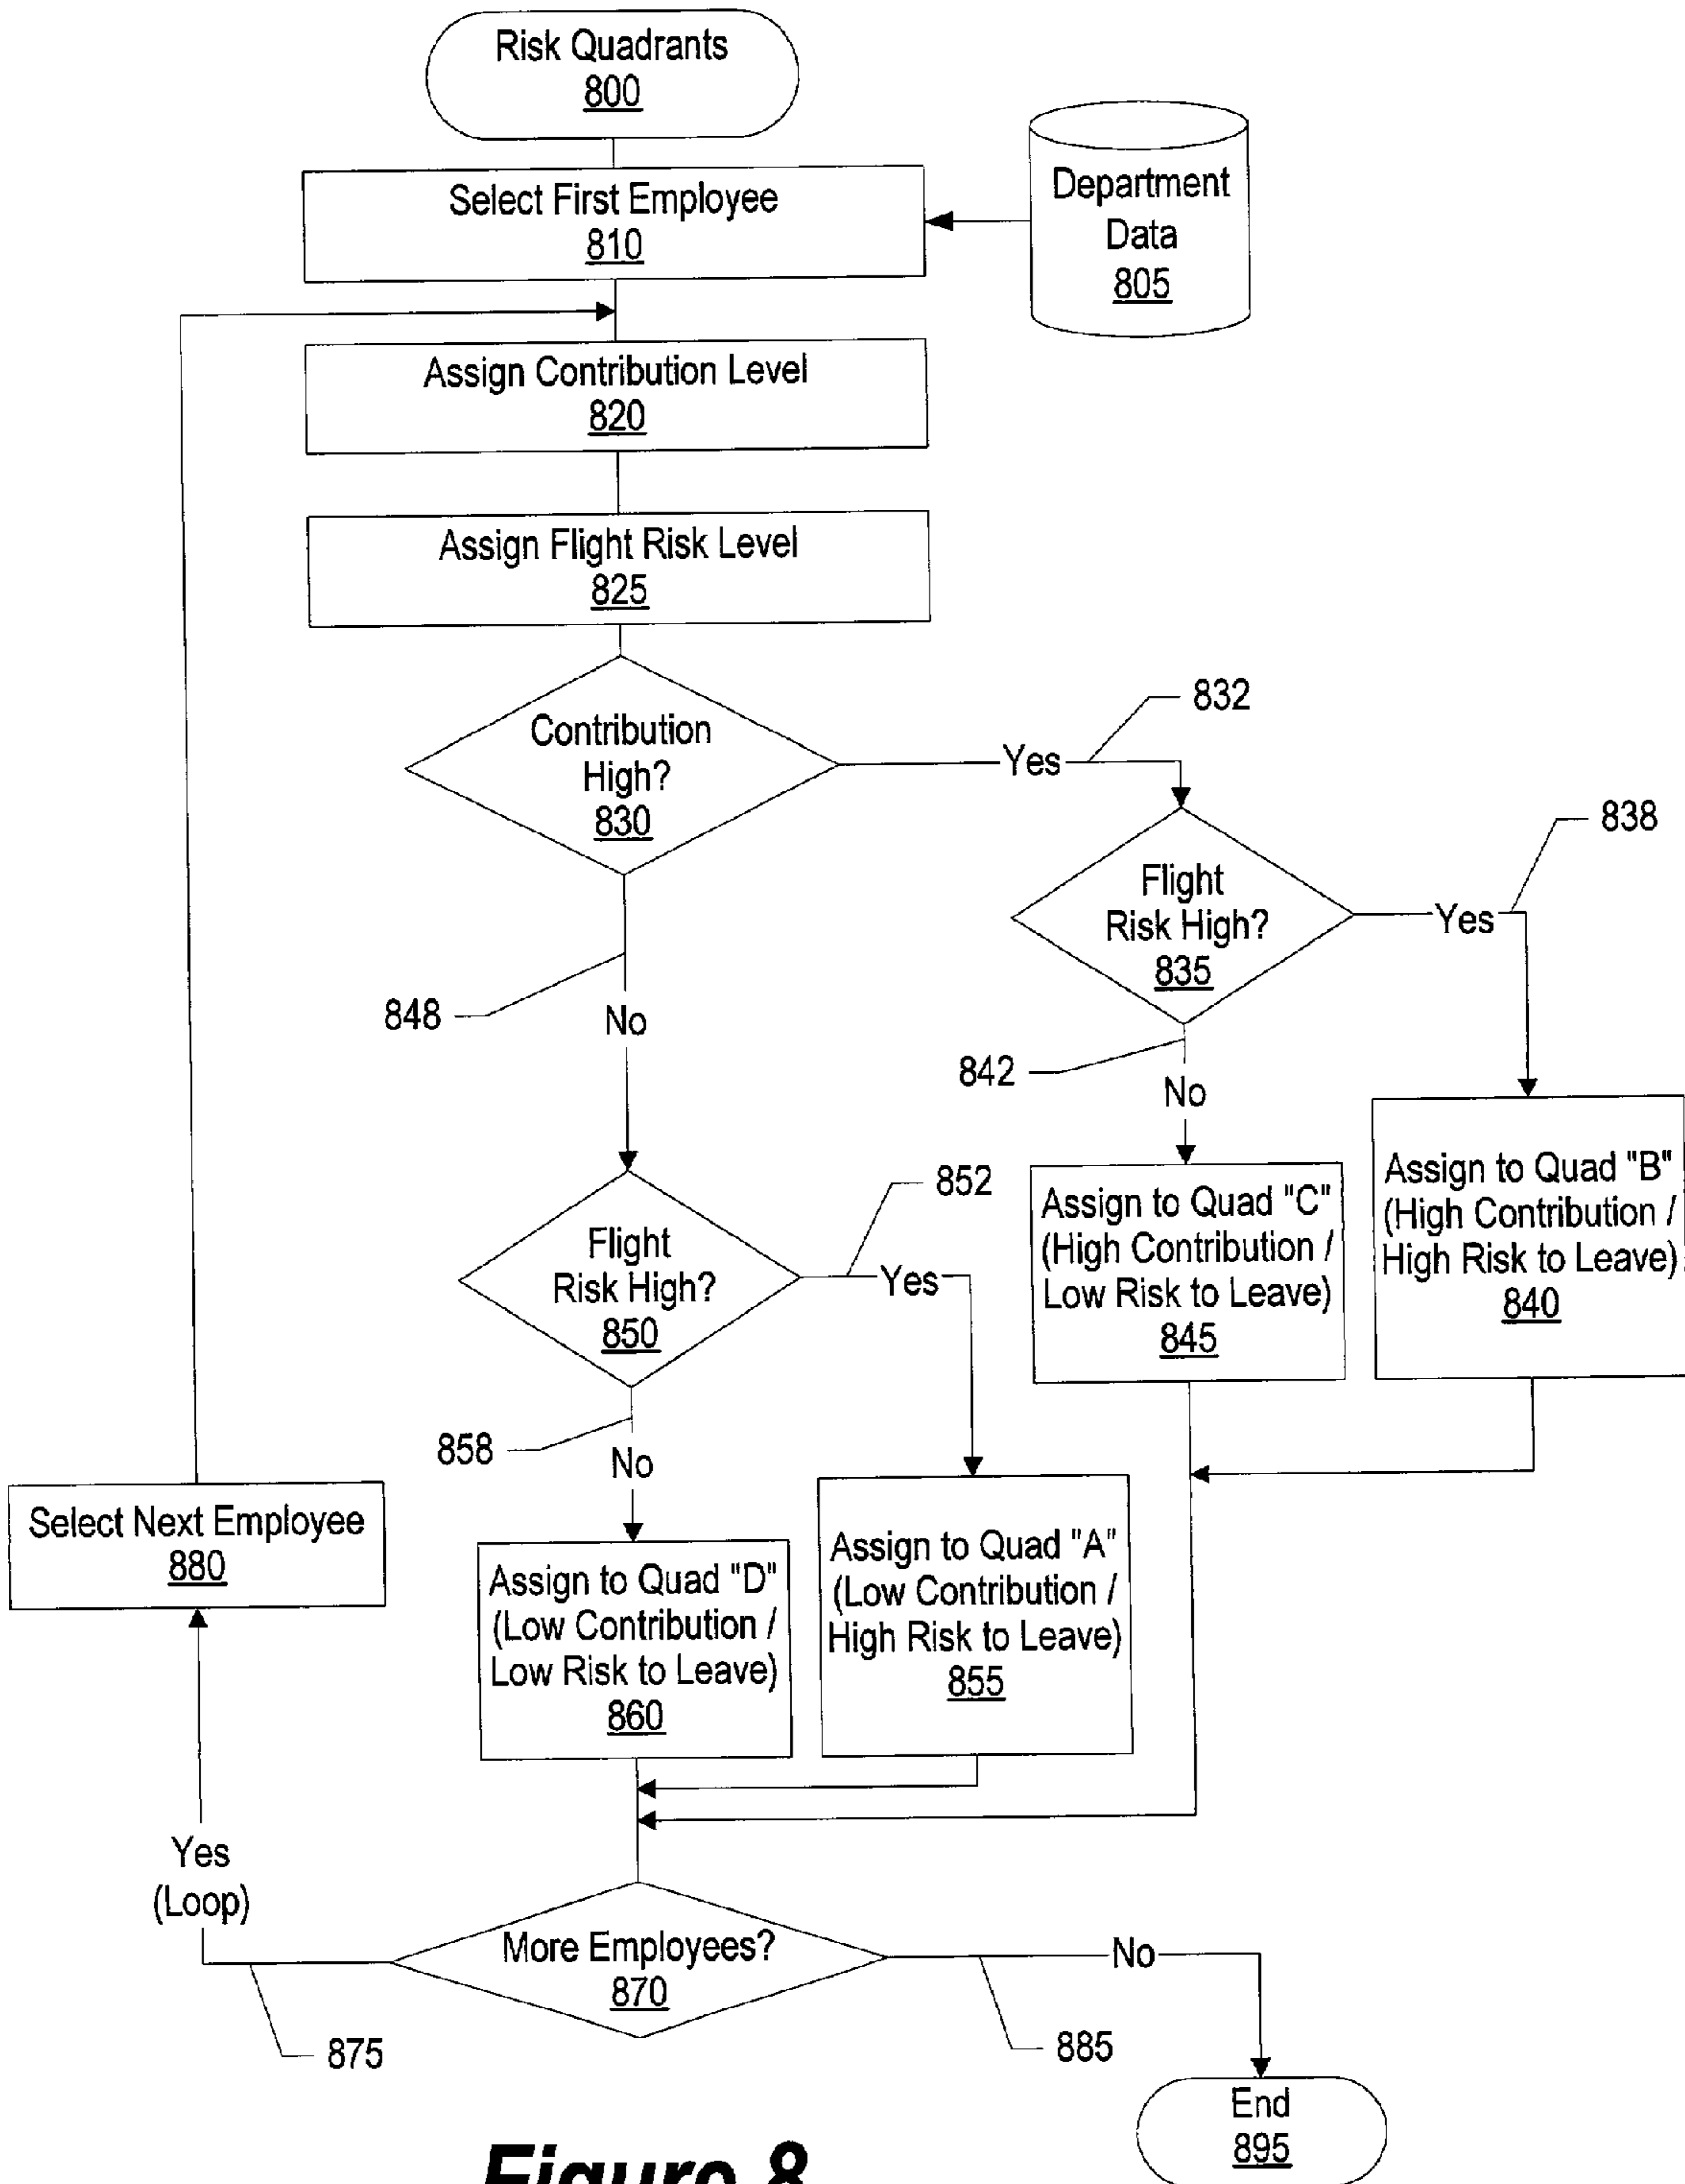 Risk Quadrants
800
Select First Employee
810
Department
Data
805
Assign Contribution Level
820
Assign Flight Risk Level
825
Contribution
High?
830
Yes
832
Flight
Risk High?
835
Yes
838
848
No
842
No
Assign to Quad "B"
(High Contribution /
High Risk to Leave)
840
Assign to Quad "C"
(High Contribution /
Low Risk to Leave)
845
Flight
Risk High?
850
852
Yes
858
No
Select Next Employee
880
Assign to Quad "D"
(Low Contribution /
Low Risk to Leave)
860
Assign to Quad "A"
(Low Contribution /
High Risk to Leave)
855
Yes
(Loop)
More Employees?
870
No
875
885
End
895
Figure 8